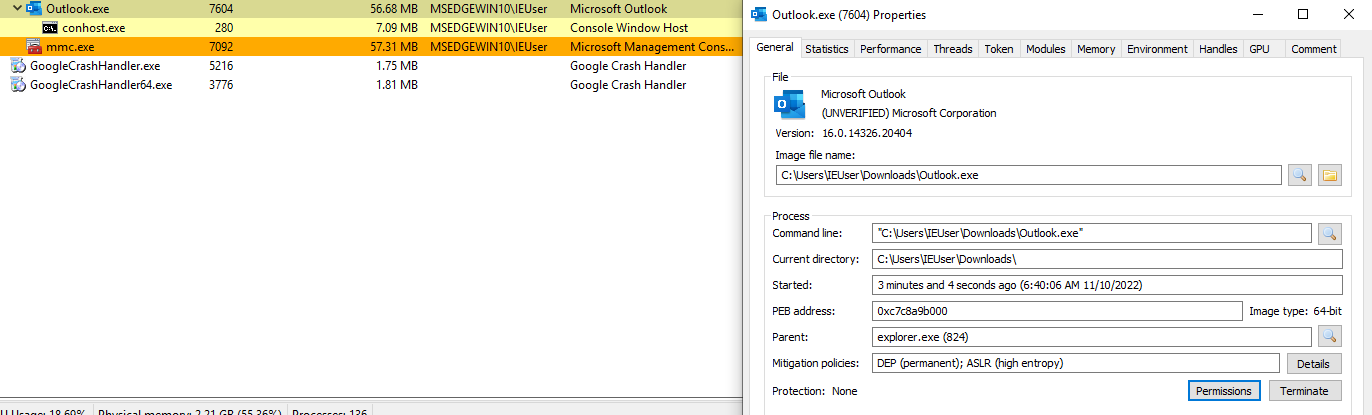 Outlook.exe 7604 56.68 MB MSEDGEWIN10\IEUser Microsoft Outlook
conhost.exe 280 7.09 MB MSEDGEWIN10\IEUser Console Window Host
mmc.exe 7092 57.31 MB MSEDGEWIN10\IEUser Microsoft Management Cons...
GoogleCrashHandler.exe 5216 1.75 MB Google Crash Handler
GoogleCrashHandler64.exe 3776 1.81 MB Google Crash Handler
U Usage: 18.69% Physical memory: 2.21 GB (55.36%) Processes: 136
Outlook.exe (7604) Properties
General Statistics Performance Threads Token Modules Memory Environment Handles GPU Comment
File
Microsoft Outlook
(UNVERIFIED) Microsoft Corporation
Version: 16.0.14326.20404
Image file name:
C:\Users\IEUser\Downloads\Outlook.exe
Process
Command line: "C:\Users\IEUser\Downloads\Outlook.exe"
Current directory: C:\Users\IEUser\Downloads\
Started: 3 minutes and 4 seconds ago (6:40:06 AM 11/10/2022)
PEB address: 0xc7c8a9b000 Image type: 64-bit
Parent: explorer.exe (824)
Mitigation policies: DEP (permanent); ASLR (high entropy) Details
Protection: None Permissions Terminate